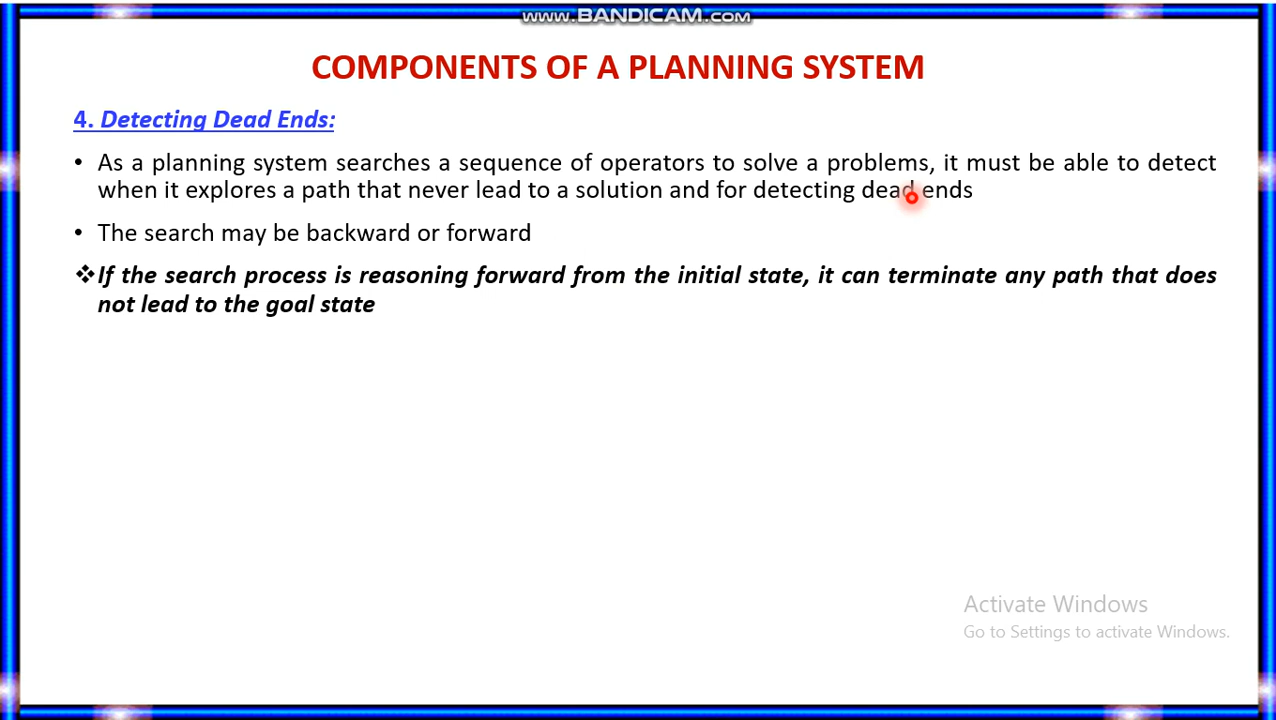 WWW.BANDICAM.COM
COMPONENTS OF A PLANNING SYSTEM
4. Detecting Dead Ends:
• As a planning system searches a sequence of operators to solve a problems, it must be able to detect
when it explores a path that never lead to a solution and for detecting dead ends
• The search may be backward or forward
❖If the search process is reasoning forward from the initial state, it can terminate any path that does
not lead to the goal state
Activate Windows
Go to Settings to activate Windows.